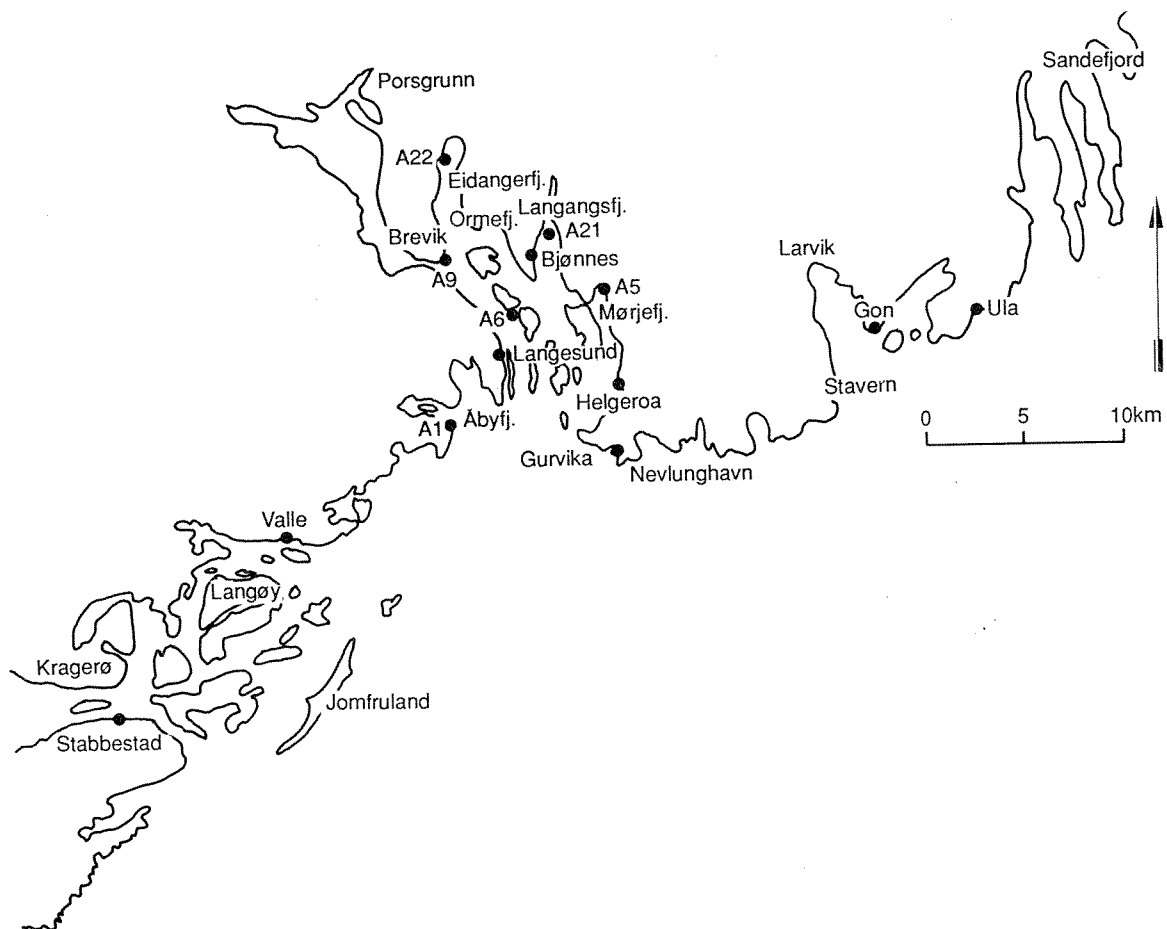 Sandefjord
Porsgrunn
A22
Eidangerfj.
Langangsfj.
Ormefj.
A21
Brevik
Bjønnes
Larvik
A9
A5
Mørjefj.
Gon
Ula
A6
Langesund
Stavern
Helgeroa
0 5 10km
Åbyfj.
A1
Gurvika
Nevlunghavn
Valle
Langøy
Kragerø
Jomfruland
Stabbestad